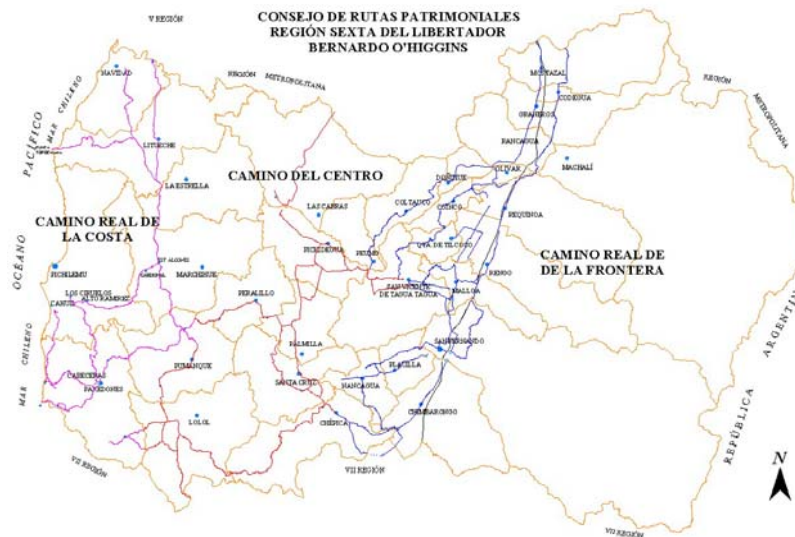 CONSEJO DE RUTAS PATRIMONIALES
REGIÓN SEXTA DEL LIBERTADOR
BERNARDO O'HIGGINS
V REGIÓN
REGIÓN METROPOLITANA
REGIÓN METROPOLITANA
OCÉANO PACÍFICO
MAR CHILENO
MAR CHILENO
NAVIDAD
LITUECHE
LA ESTRELLA
CAMINO DEL CENTRO
CAMINO REAL DE
LA COSTA
CAMINO REAL DE
DE LA FRONTERA
MOSTAZAL
CODEGUA
GRANEROS
RANCAGUA
MACHALÍ
OLIVAR
DOÑIHUE
COLTAUCO
COINCO
REQUINOA
LAS CABRAS
PICHIDEGUA
PEUMO
QTA. DE TILCOCO
RENGO
MALLOA
SAN VICENTE
DE TAGUA TAGUA
PICHILEMU
MARCHIHUE
LOS CIRUELOS
ALTO RAMIREZ
CAHUIL
PERALILLO
PALMILLA
SAN FERNANDO
PLACILLA
PUMANQUE
SANTA CRUZ
NANCAGUA
CABECERAS
PAREDONES
LOLOL
CHÉPICA
CHIMBARONGO
VII REGIÓN
VII REGIÓN
VII REGIÓN
REPÚBLICA ARGENTINA
N